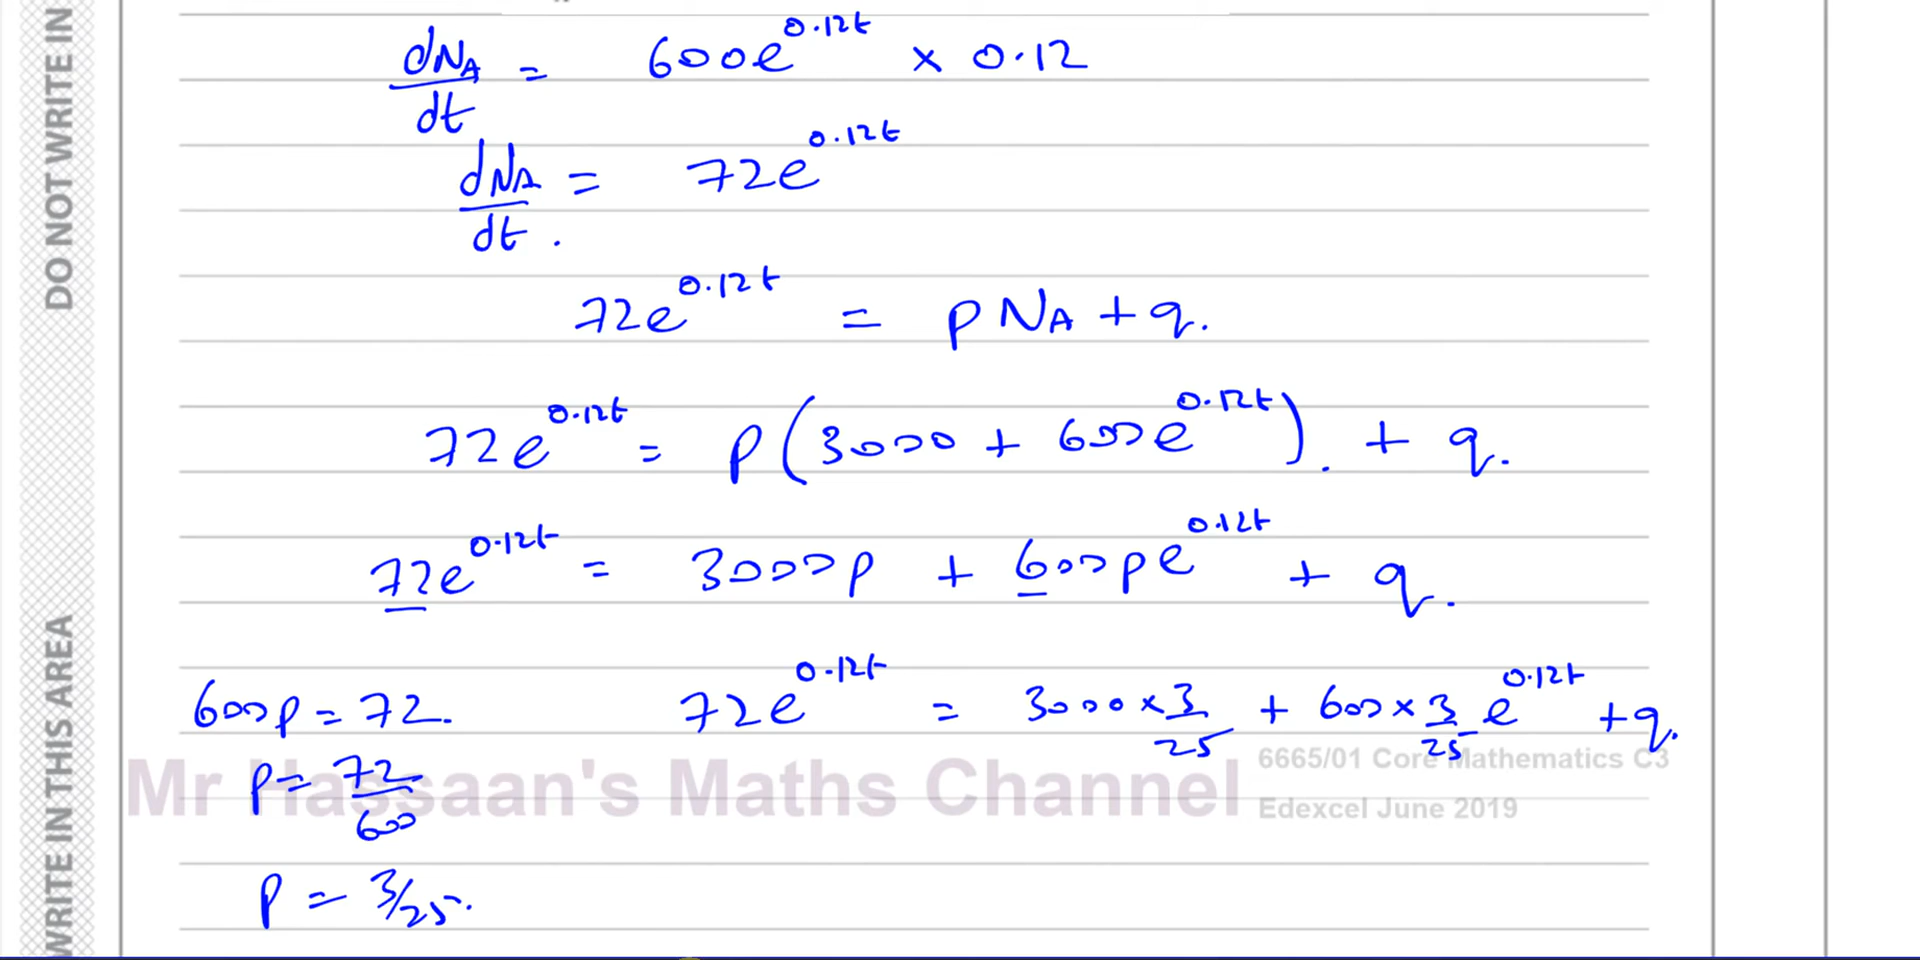 dN_A/dt = 600e^{0.12t} × 0.12
dN_A/dt = 72e^{0.12t}
72e^{0.12t} = pN_A + q.
72e^{0.12t} = p(3000 + 600e^{0.12t}). + q.
72e^{0.12t} = 3000p + 600pe^{0.12t} + q.
600p = 72. 72e^{0.12t} = 3000 × 3/25 + 600 × 3/25 e^{0.12t} + q.
p = 72/600
p = 3/25.
Mr Hassaan's Maths Channel
6665/01 Core Mathematics C3
Edexcel June 2019
DO NOT WRITE IN
WRITE IN THIS AREA